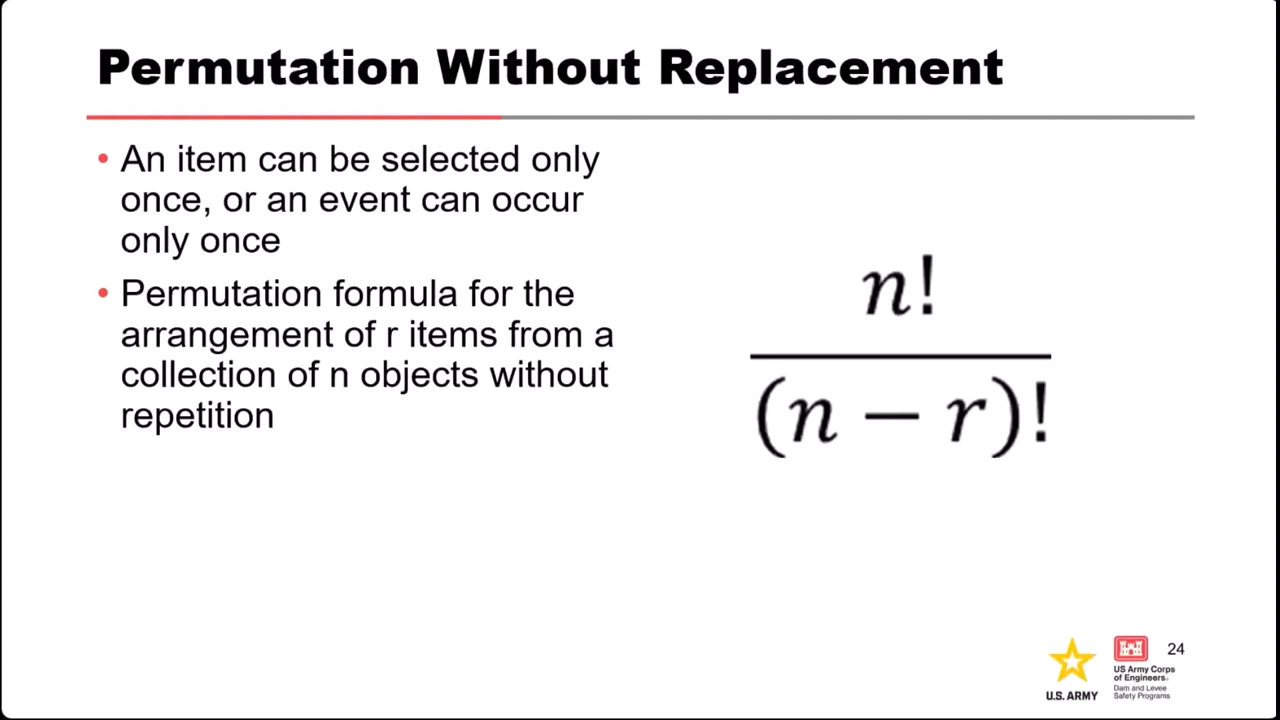 Permutation Without Replacement
• An item can be selected only
once, or an event can occur
only once
• Permutation formula for the
arrangement of r items from a
collection of n objects without
repetition
n!
(n − r)!
24
U.S. ARMY
US Army Corps
of Engineers®
Dam and Levee
Safety Programs